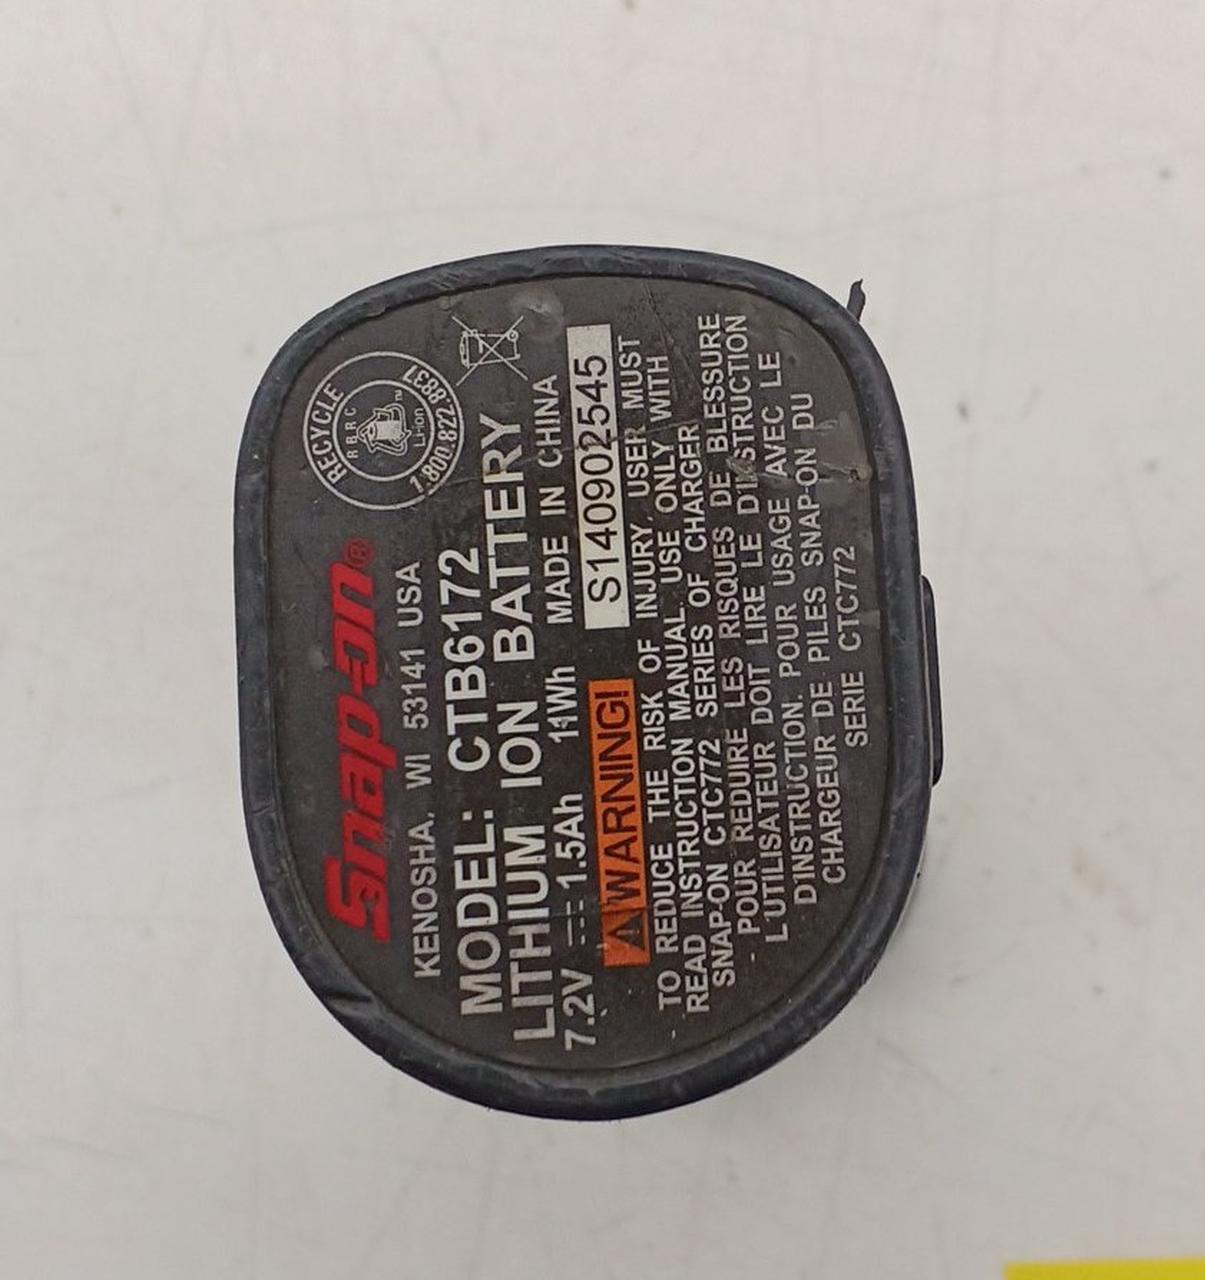 Snap-on®
KENOSHA, WI 53141 USA
RECYCLE
RBRC
Li-ion
TM
1.800.822.8837
MODEL: CTB6172
LITHIUM ION BATTERY
7.2V ⎓ 1.5Ah 11Wh MADE IN CHINA
⚠WARNING! S140902545
TO REDUCE THE RISK OF INJURY, USER MUST
READ INSTRUCTION MANUAL. USE ONLY WITH
SNAP-ON CTC772 SERIES OF CHARGER
POUR REDUIRE LES RISQUES DE BLESSURE
L'UTILISATEUR DOIT LIRE LE D'INSTRUCTION
D'INSTRUCTION. POUR USAGE AVEC LE
CHARGEUR DE PILES SNAP-ON DU
SERIE CTC772